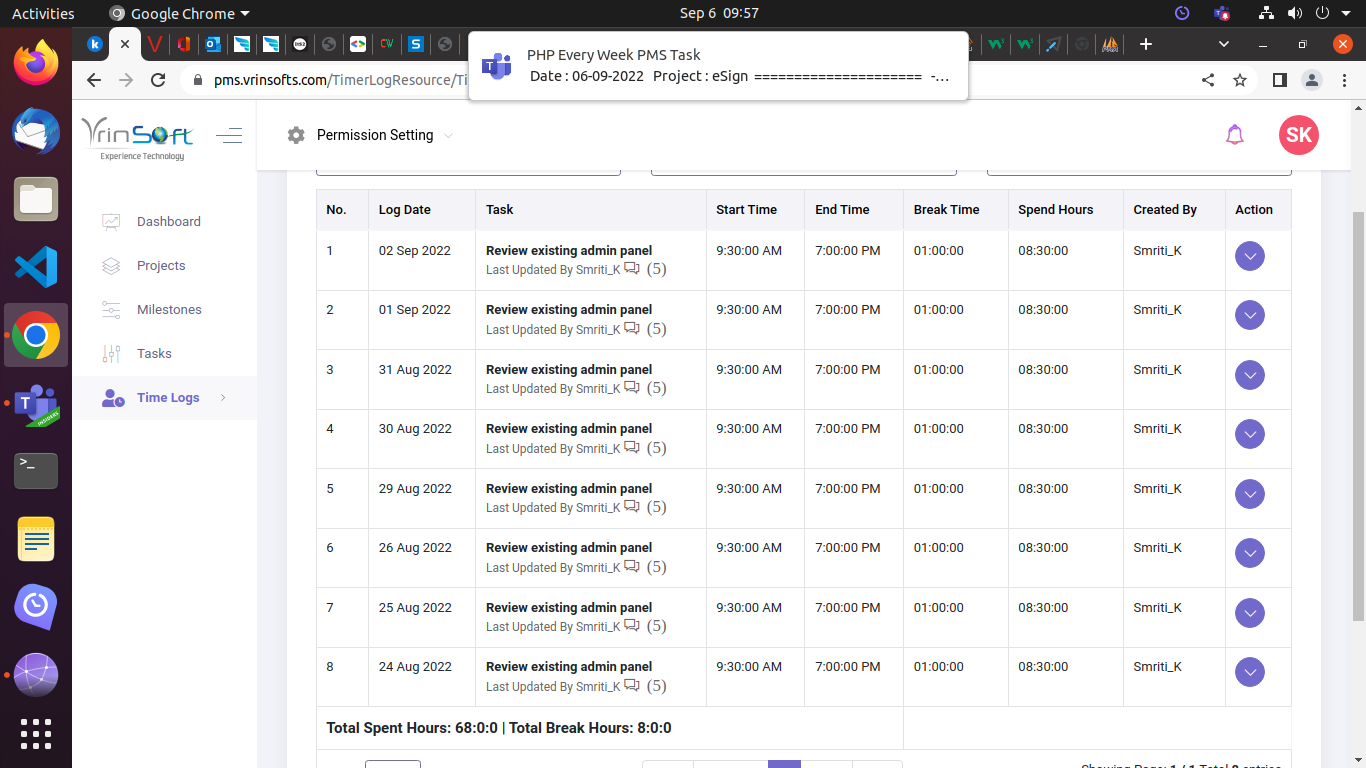 Activities
Google Chrome
Sep 6 09:57
PHP Every Week PMS Task
Date : 06-09-2022 Project : eSign ===================== -...
pms.vrinsofts.com/TimerLogResource/Ti
VrinSoft
Experience Technology
Permission Setting
SK
Dashboard
Projects
Milestones
Tasks
Time Logs
No. Log Date Task Start Time End Time Break Time Spend Hours Created By Action
1 02 Sep 2022 Review existing admin panel 9:30:00 AM 7:00:00 PM 01:00:00 08:30:00 Smriti_K
Last Updated By Smriti_K (5)
2 01 Sep 2022 Review existing admin panel 9:30:00 AM 7:00:00 PM 01:00:00 08:30:00 Smriti_K
Last Updated By Smriti_K (5)
3 31 Aug 2022 Review existing admin panel 9:30:00 AM 7:00:00 PM 01:00:00 08:30:00 Smriti_K
Last Updated By Smriti_K (5)
4 30 Aug 2022 Review existing admin panel 9:30:00 AM 7:00:00 PM 01:00:00 08:30:00 Smriti_K
Last Updated By Smriti_K (5)
5 29 Aug 2022 Review existing admin panel 9:30:00 AM 7:00:00 PM 01:00:00 08:30:00 Smriti_K
Last Updated By Smriti_K (5)
6 26 Aug 2022 Review existing admin panel 9:30:00 AM 7:00:00 PM 01:00:00 08:30:00 Smriti_K
Last Updated By Smriti_K (5)
7 25 Aug 2022 Review existing admin panel 9:30:00 AM 7:00:00 PM 01:00:00 08:30:00 Smriti_K
Last Updated By Smriti_K (5)
8 24 Aug 2022 Review existing admin panel 9:30:00 AM 7:00:00 PM 01:00:00 08:30:00 Smriti_K
Last Updated By Smriti_K (5)
Total Spent Hours: 68:0:0 | Total Break Hours: 8:0:0
Showing Page: 1 / 1 Total 8 entries